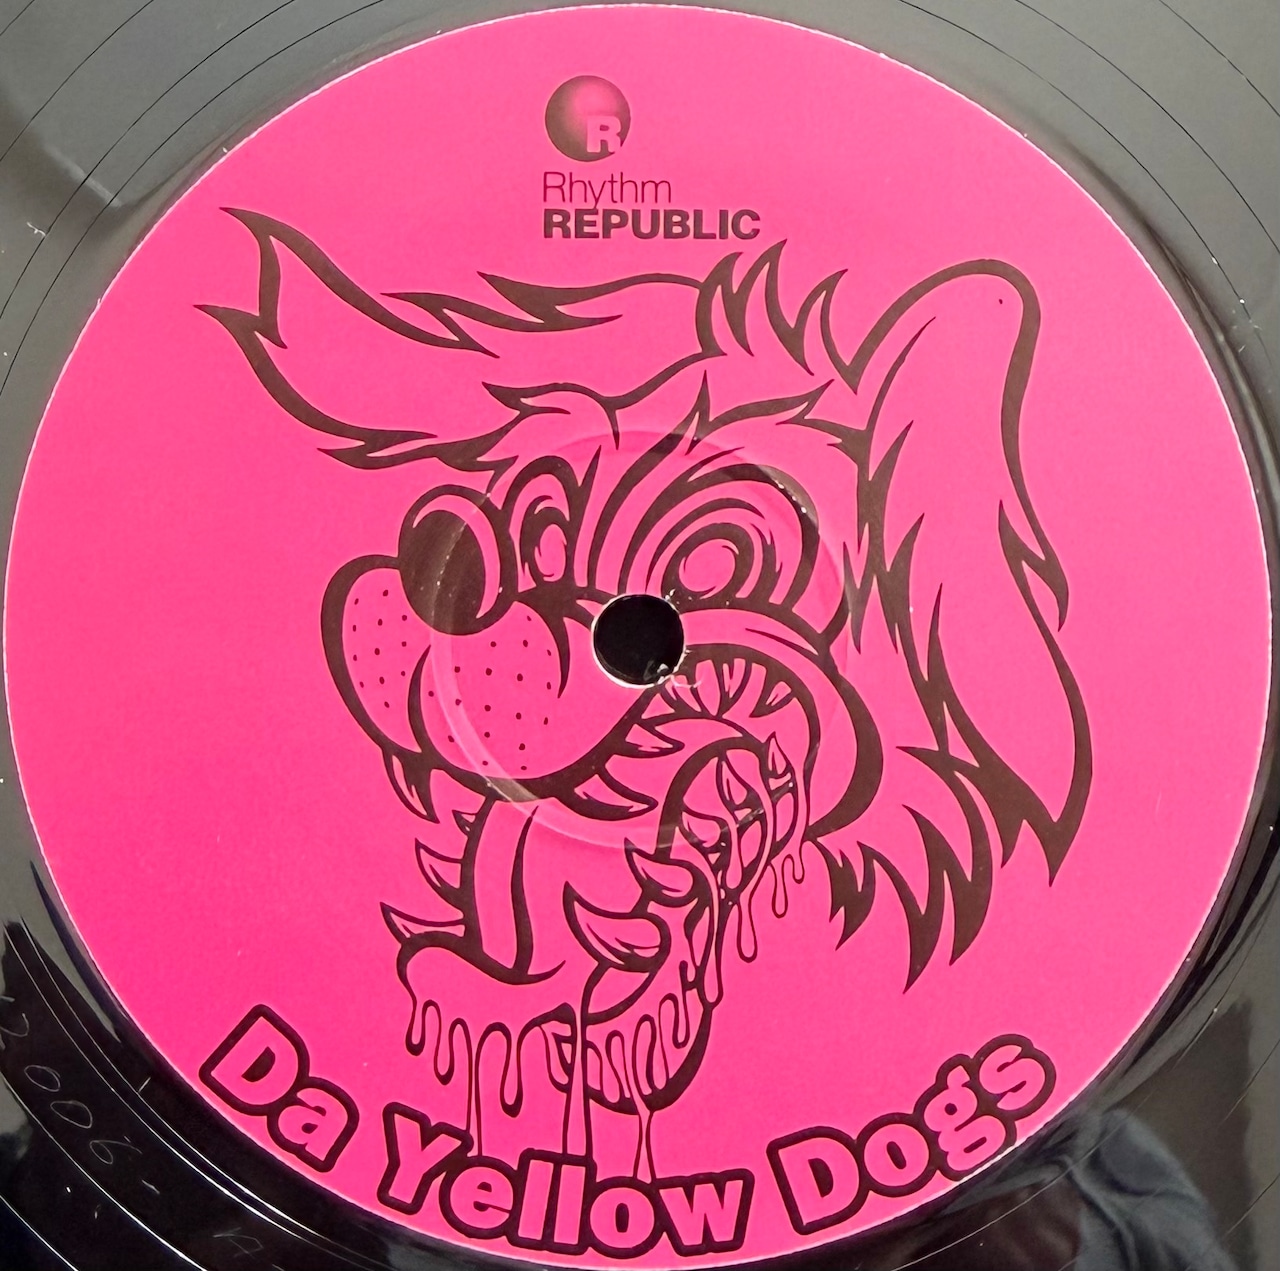 R
Rhythm
REPUBLIC
Da Yellow Dogs